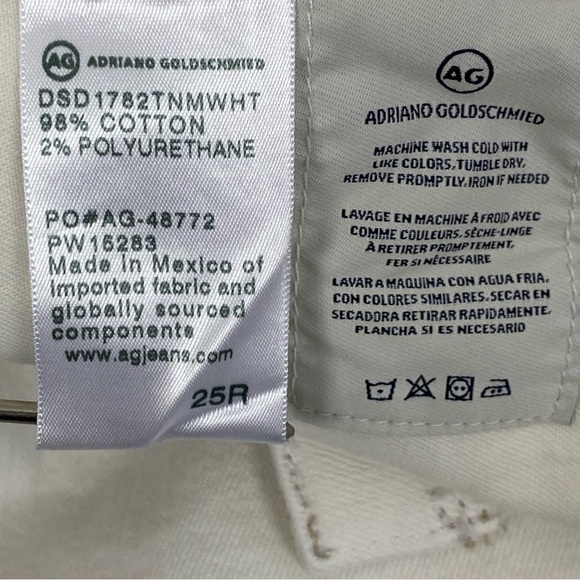 AG ADRIANO GOLDSCHMIED
DSD1782TNMWHT
98% COTTON
2% POLYURETHANE
PO#AG-48772
PW15283
Made in Mexico of
imported fabric and
globally sourced
components
www.agjeans.com
25R
AG
ADRIANO GOLDSCHMIED
MACHINE WASH COLD WITH
LIKE COLORS, TUMBLE DRY,
REMOVE PROMPTLY, IRON IF NEEDED
LAVAGE EN MACHINE À FROID AVEC
COMME COULEURS, SÈCHE-LINGE
À RETIRER PROMPTEMENT,
FER SI NÉCESSAIRE
LAVAR A MAQUINA CON AGUA FRIA,
CON COLORES SIMILARES, SECAR EN
SECADORA RETIRAR RAPIDAMENTE,
PLANCHA SI ES NECESARIO